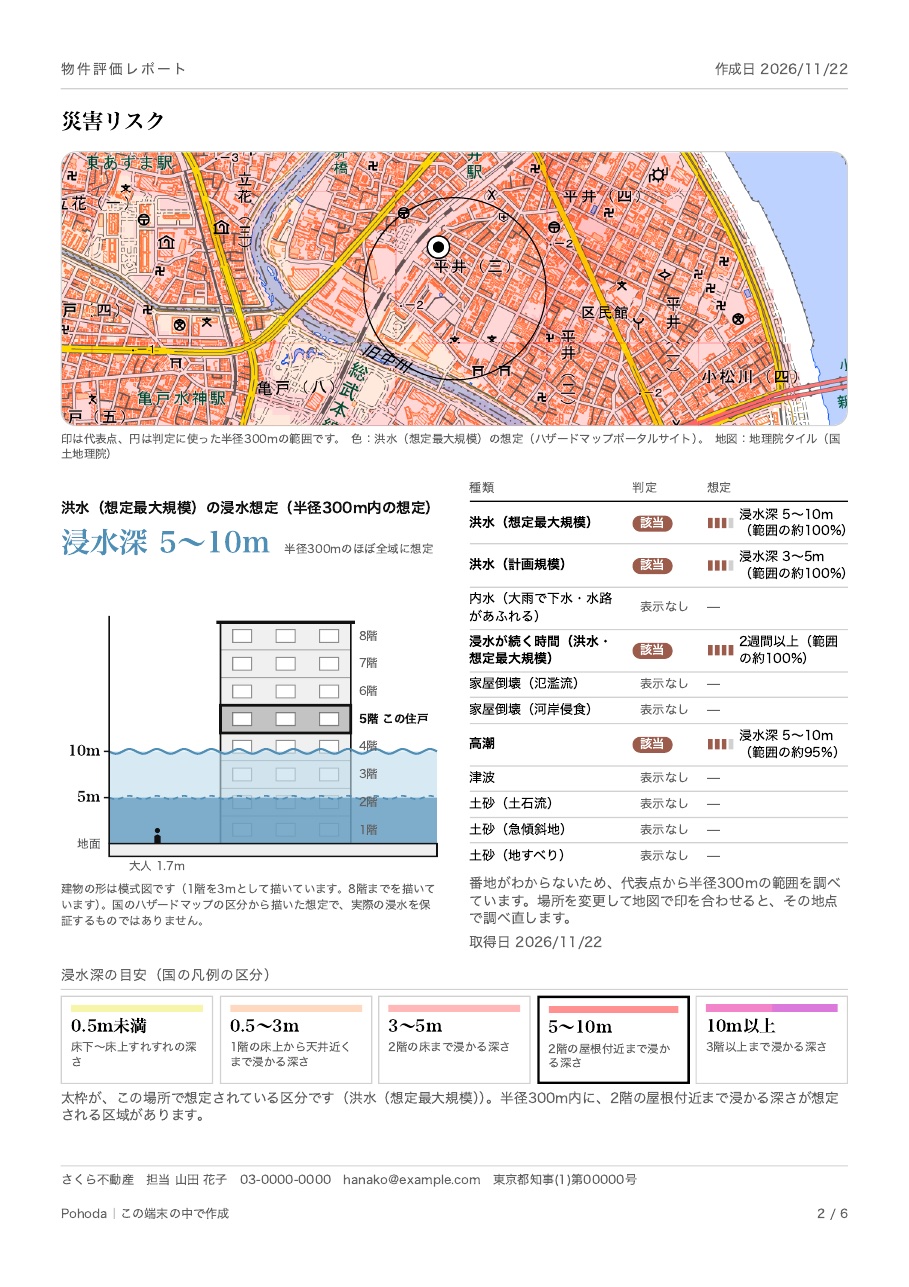 物件評価レポート
作成日 2026/11/22
災害リスク
東あずま駅
立花(三)
平井(四)
平井(三)
区民館
旧中川
亀戸(八)
亀戸水神駅
総武本
小松川(四)
印は代表点、円は判定に使った半径300mの範囲です。 色:洪水(想定最大規模)の想定(ハザードマップポータルサイト)。 地図:地理院タイル(国
土地理院)
洪水(想定最大規模)の浸水想定(半径300m内の想定)
浸水深 5〜10m 半径300mのほぼ全域に想定
8階
7階
6階
5階 この住戸
4階
10m
3階
5m
2階
1階
地面
大人 1.7m
建物の形は模式図です(1階を3mとして描いています。8階までを描いて
います)。国のハザードマップの区分から描いた想定で、実際の浸水を保
証するものではありません。
種類 判定 想定
洪水(想定最大規模) 該当 浸水深 5〜10m
(範囲の約100%)
洪水(計画規模) 該当 浸水深 3〜5m
(範囲の約100%)
内水(大雨で下水・水路
があふれる) 表示なし —
浸水が続く時間(洪水・
想定最大規模) 該当 2週間以上(範囲
の約100%)
家屋倒壊(氾濫流) 表示なし —
家屋倒壊(河岸侵食) 表示なし —
高潮 該当 浸水深 5〜10m
(範囲の約95%)
津波 表示なし —
土砂(土石流) 表示なし —
土砂(急傾斜地) 表示なし —
土砂(地すべり) 表示なし —
番地がわからないため、代表点から半径300mの範囲を調べ
ています。場所を変更して地図で印を合わせると、その地点
で調べ直します。
取得日 2026/11/22
浸水深の目安(国の凡例の区分)
0.5m未満
床下〜床上すれすれの深
さ
0.5〜3m
1階の床上から天井近く
まで浸かる深さ
3〜5m
2階の床まで浸かる深さ
5〜10m
2階の屋根付近まで浸か
る深さ
10m以上
3階以上まで浸かる深さ
太枠が、この場所で想定されている区分です(洪水(想定最大規模))。半径300m内に、2階の屋根付近まで浸かる深さが想定
される区域があります。
さくら不動産 担当 山田 花子 03-0000-0000 hanako@example.com 東京都知事(1)第00000号
Pohoda｜この端末の中で作成
2 / 6